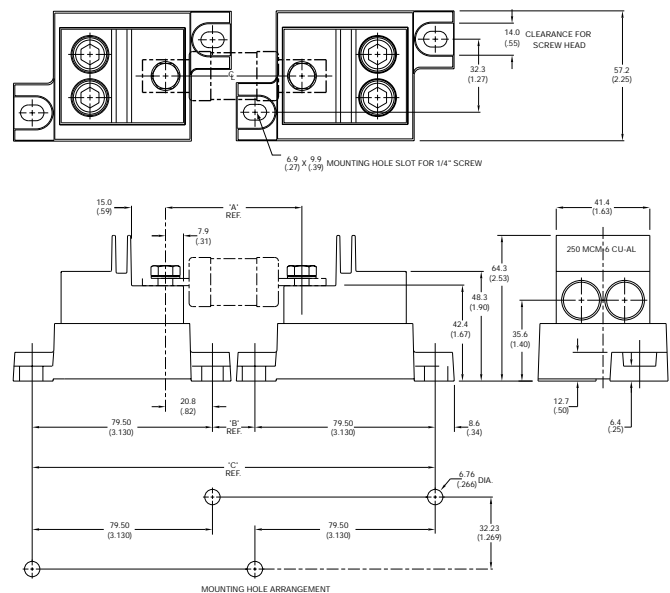 14.0
(.55)
CLEARANCE FOR
SCREW HEAD
32.3
(1.27)
57.2
(2.25)
C
L
6.9
(.27)
X
9.9
(.39)
MOUNTING HOLE SLOT FOR 1/4" SCREW
15.0
(.59)
'A'
REF.
7.9
(.31)
41.4
(1.63)
250 MCM-6 CU-AL
64.3
(2.53)
48.3
(1.90)
42.4
(1.67)
35.6
(1.40)
20.8
(.82)
79.50
(3.130)
'B'
REF.
79.50
(3.130)
8.6
(.34)
12.7
(.50)
6.4
(.25)
'C'
REF.
6.76
(.266)
DIA.
79.50
(3.130)
79.50
(3.130)
32.23
(1.269)
MOUNTING HOLE ARRANGEMENT